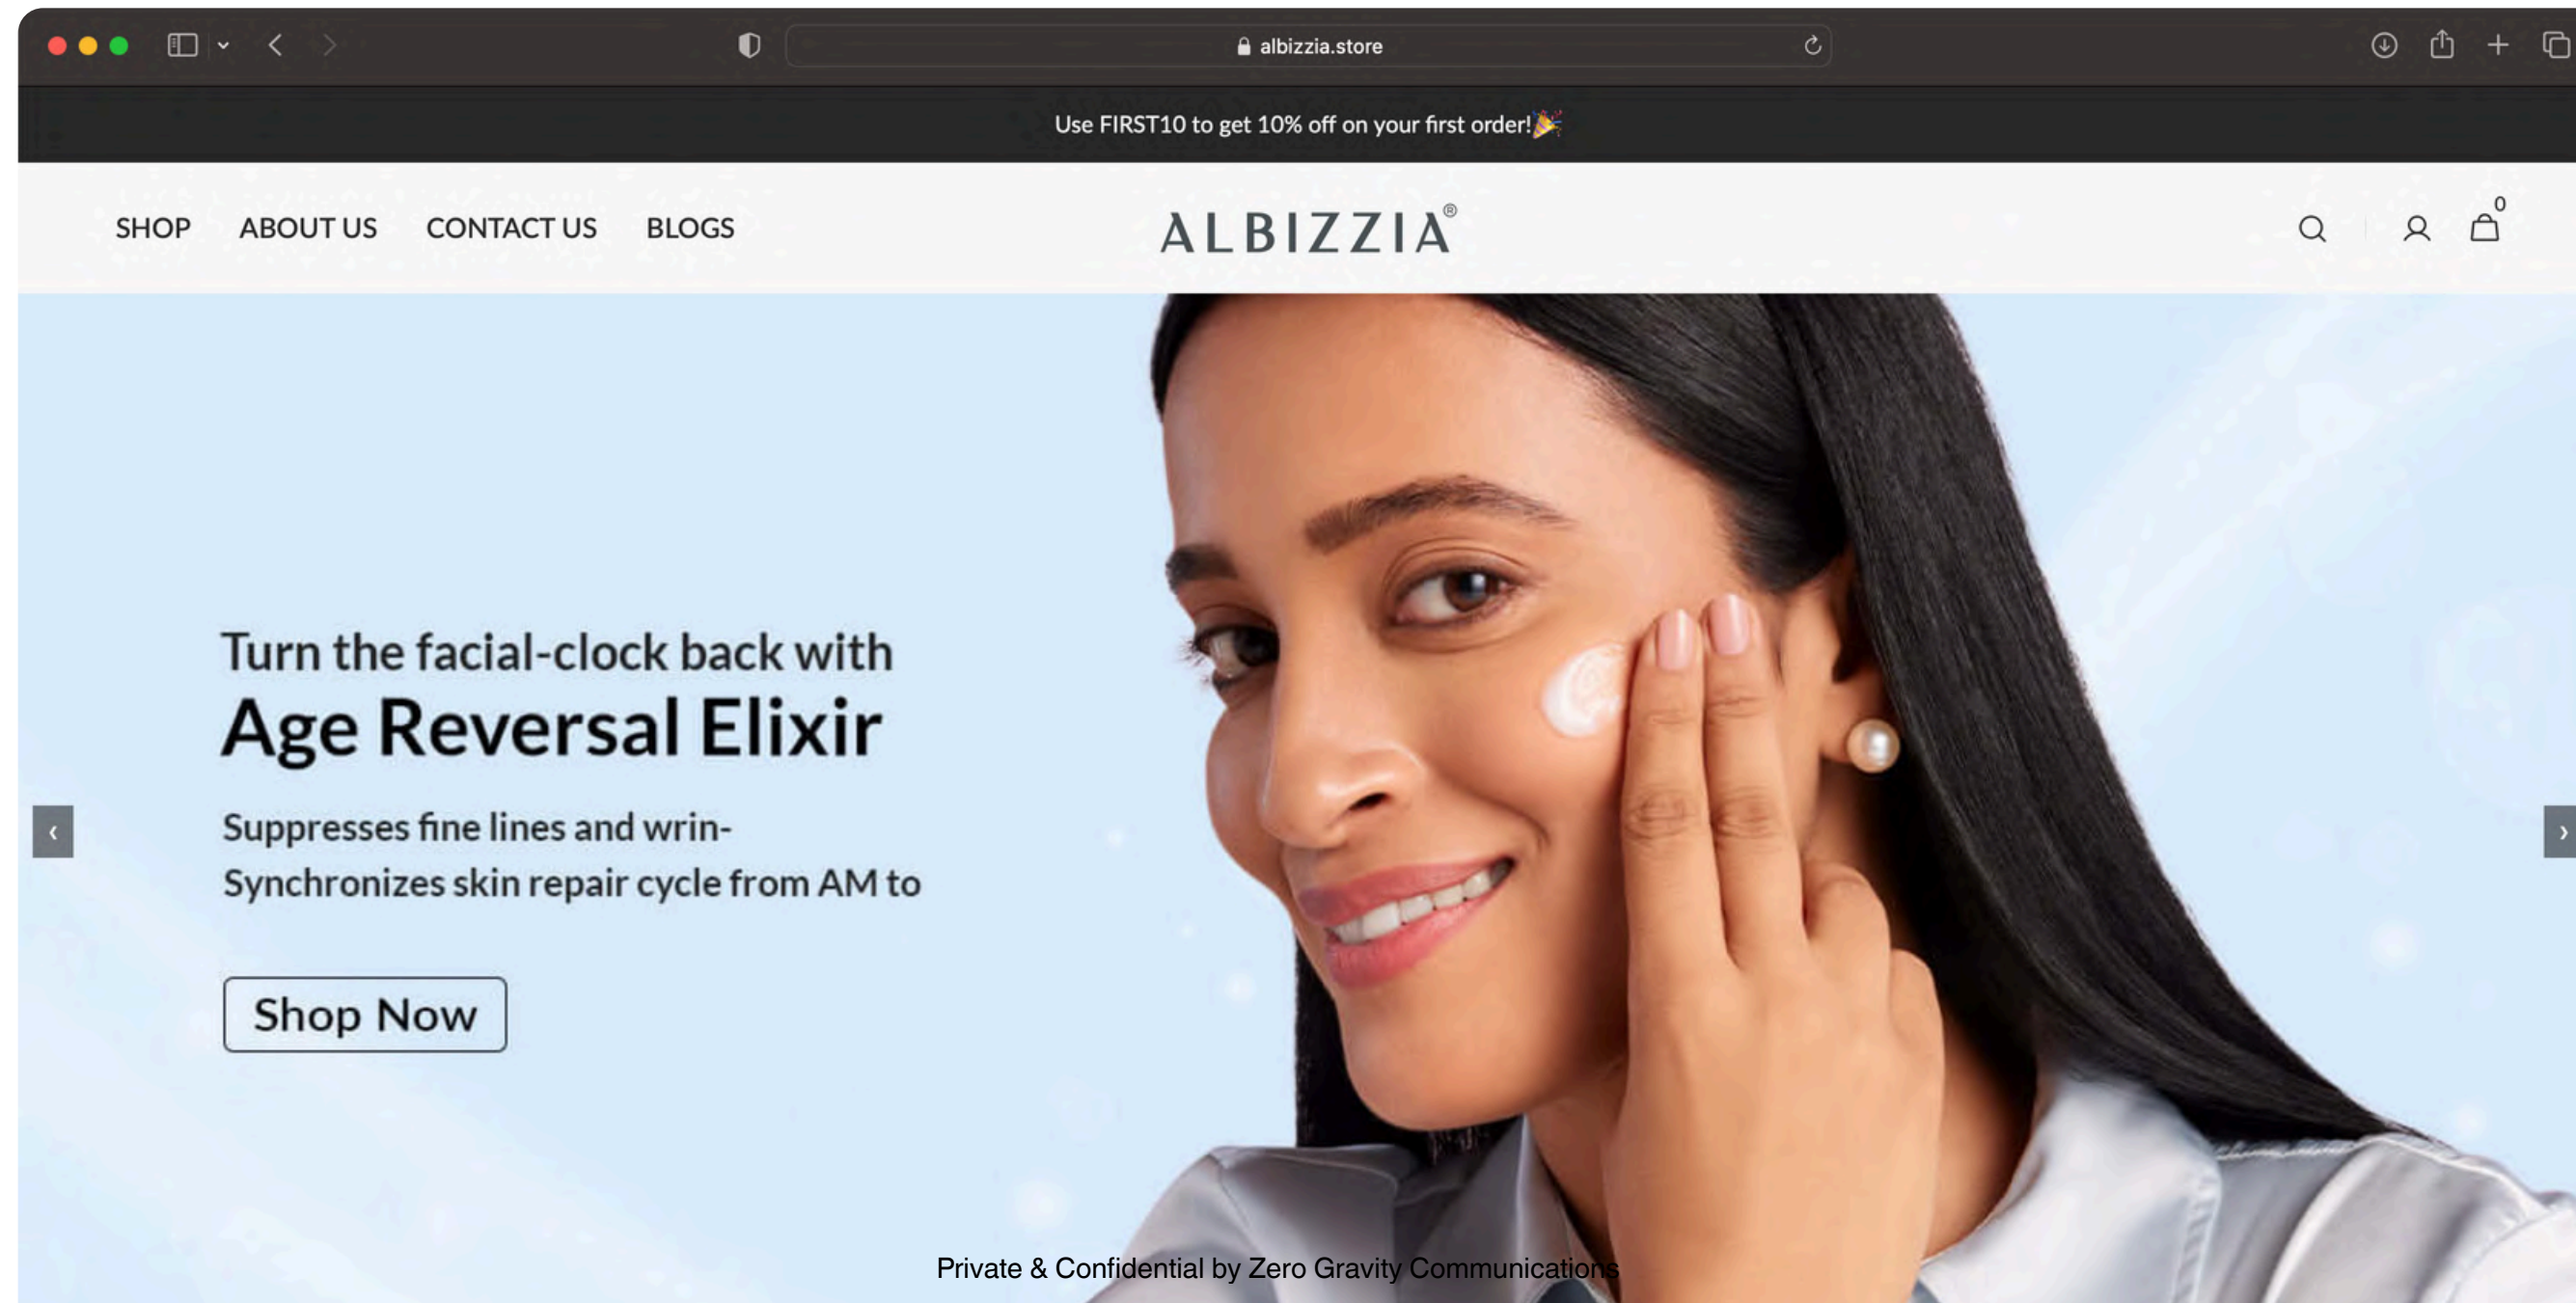 albizzia.store
Use FIRST10 to get 10% off on your first order!🎉
SHOP ABOUT US CONTACT US BLOGS
ALBIZZIA®
0
Turn the facial-clock back with
Age Reversal Elixir
Suppresses fine lines and wrin-
Synchronizes skin repair cycle from AM to
Shop Now
Private & Confidential by Zero Gravity Communications